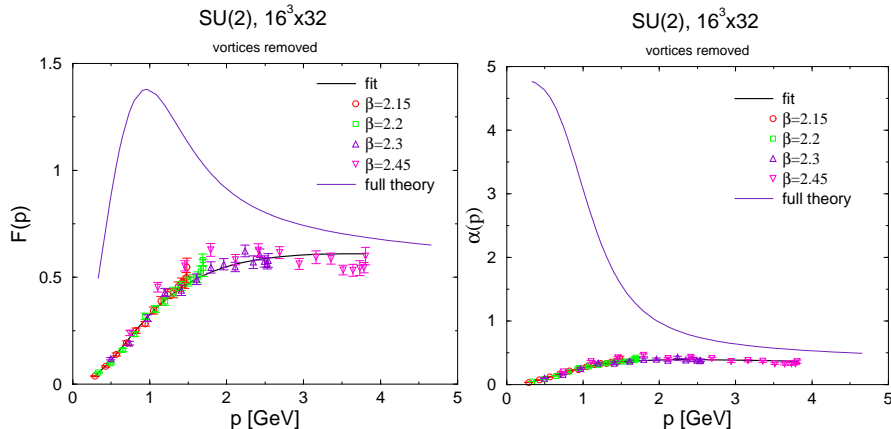 SU(2), 16³x32
vortices removed
1.5
1
0.5
0
F(p)
fit
β=2.15
β=2.2
β=2.3
β=2.45
full theory
0 1 2 3 4 5
p [GeV]
SU(2), 16³x32
vortices removed
5
4
3
2
1
0
α(p)
fit
β=2.15
β=2.2
β=2.3
β=2.45
full theory
0 1 2 3 4 5
p [GeV]